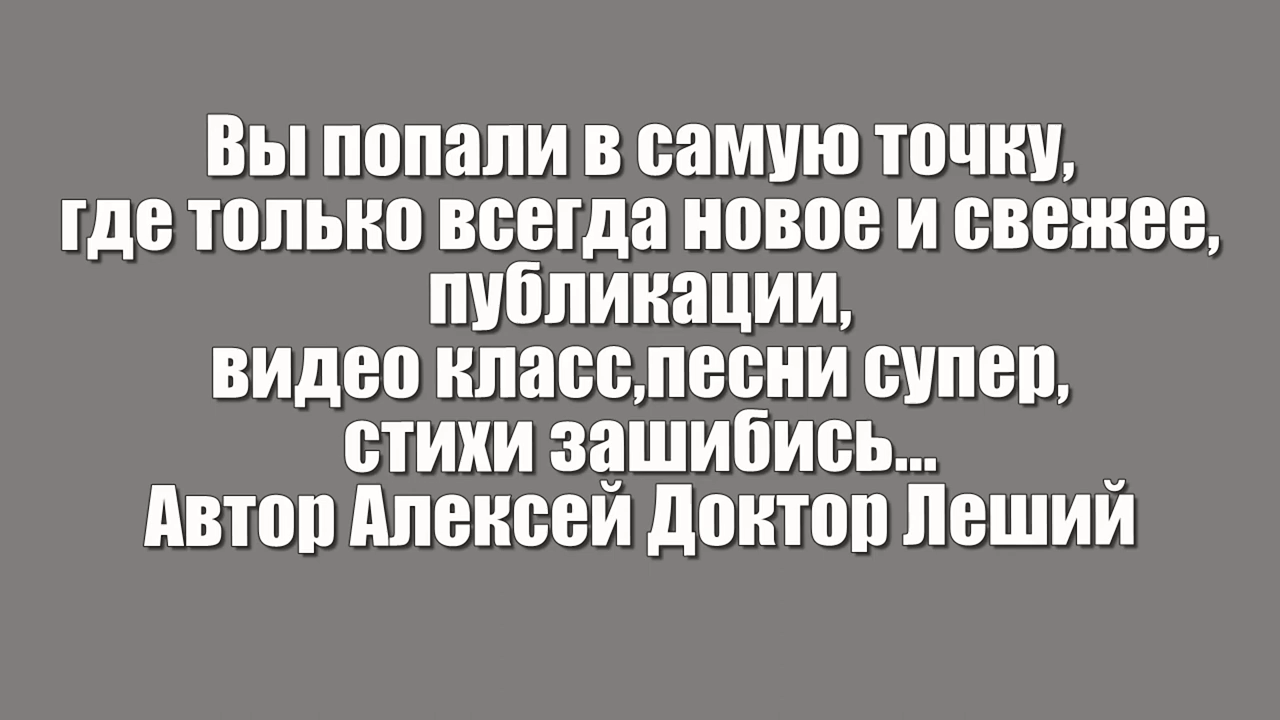 Вы попали в самую точку,
где только всегда новое и свежее,
публикации,
видео класс,песни супер,
стихи зашибись...
Автор Алексей Доктор Леший